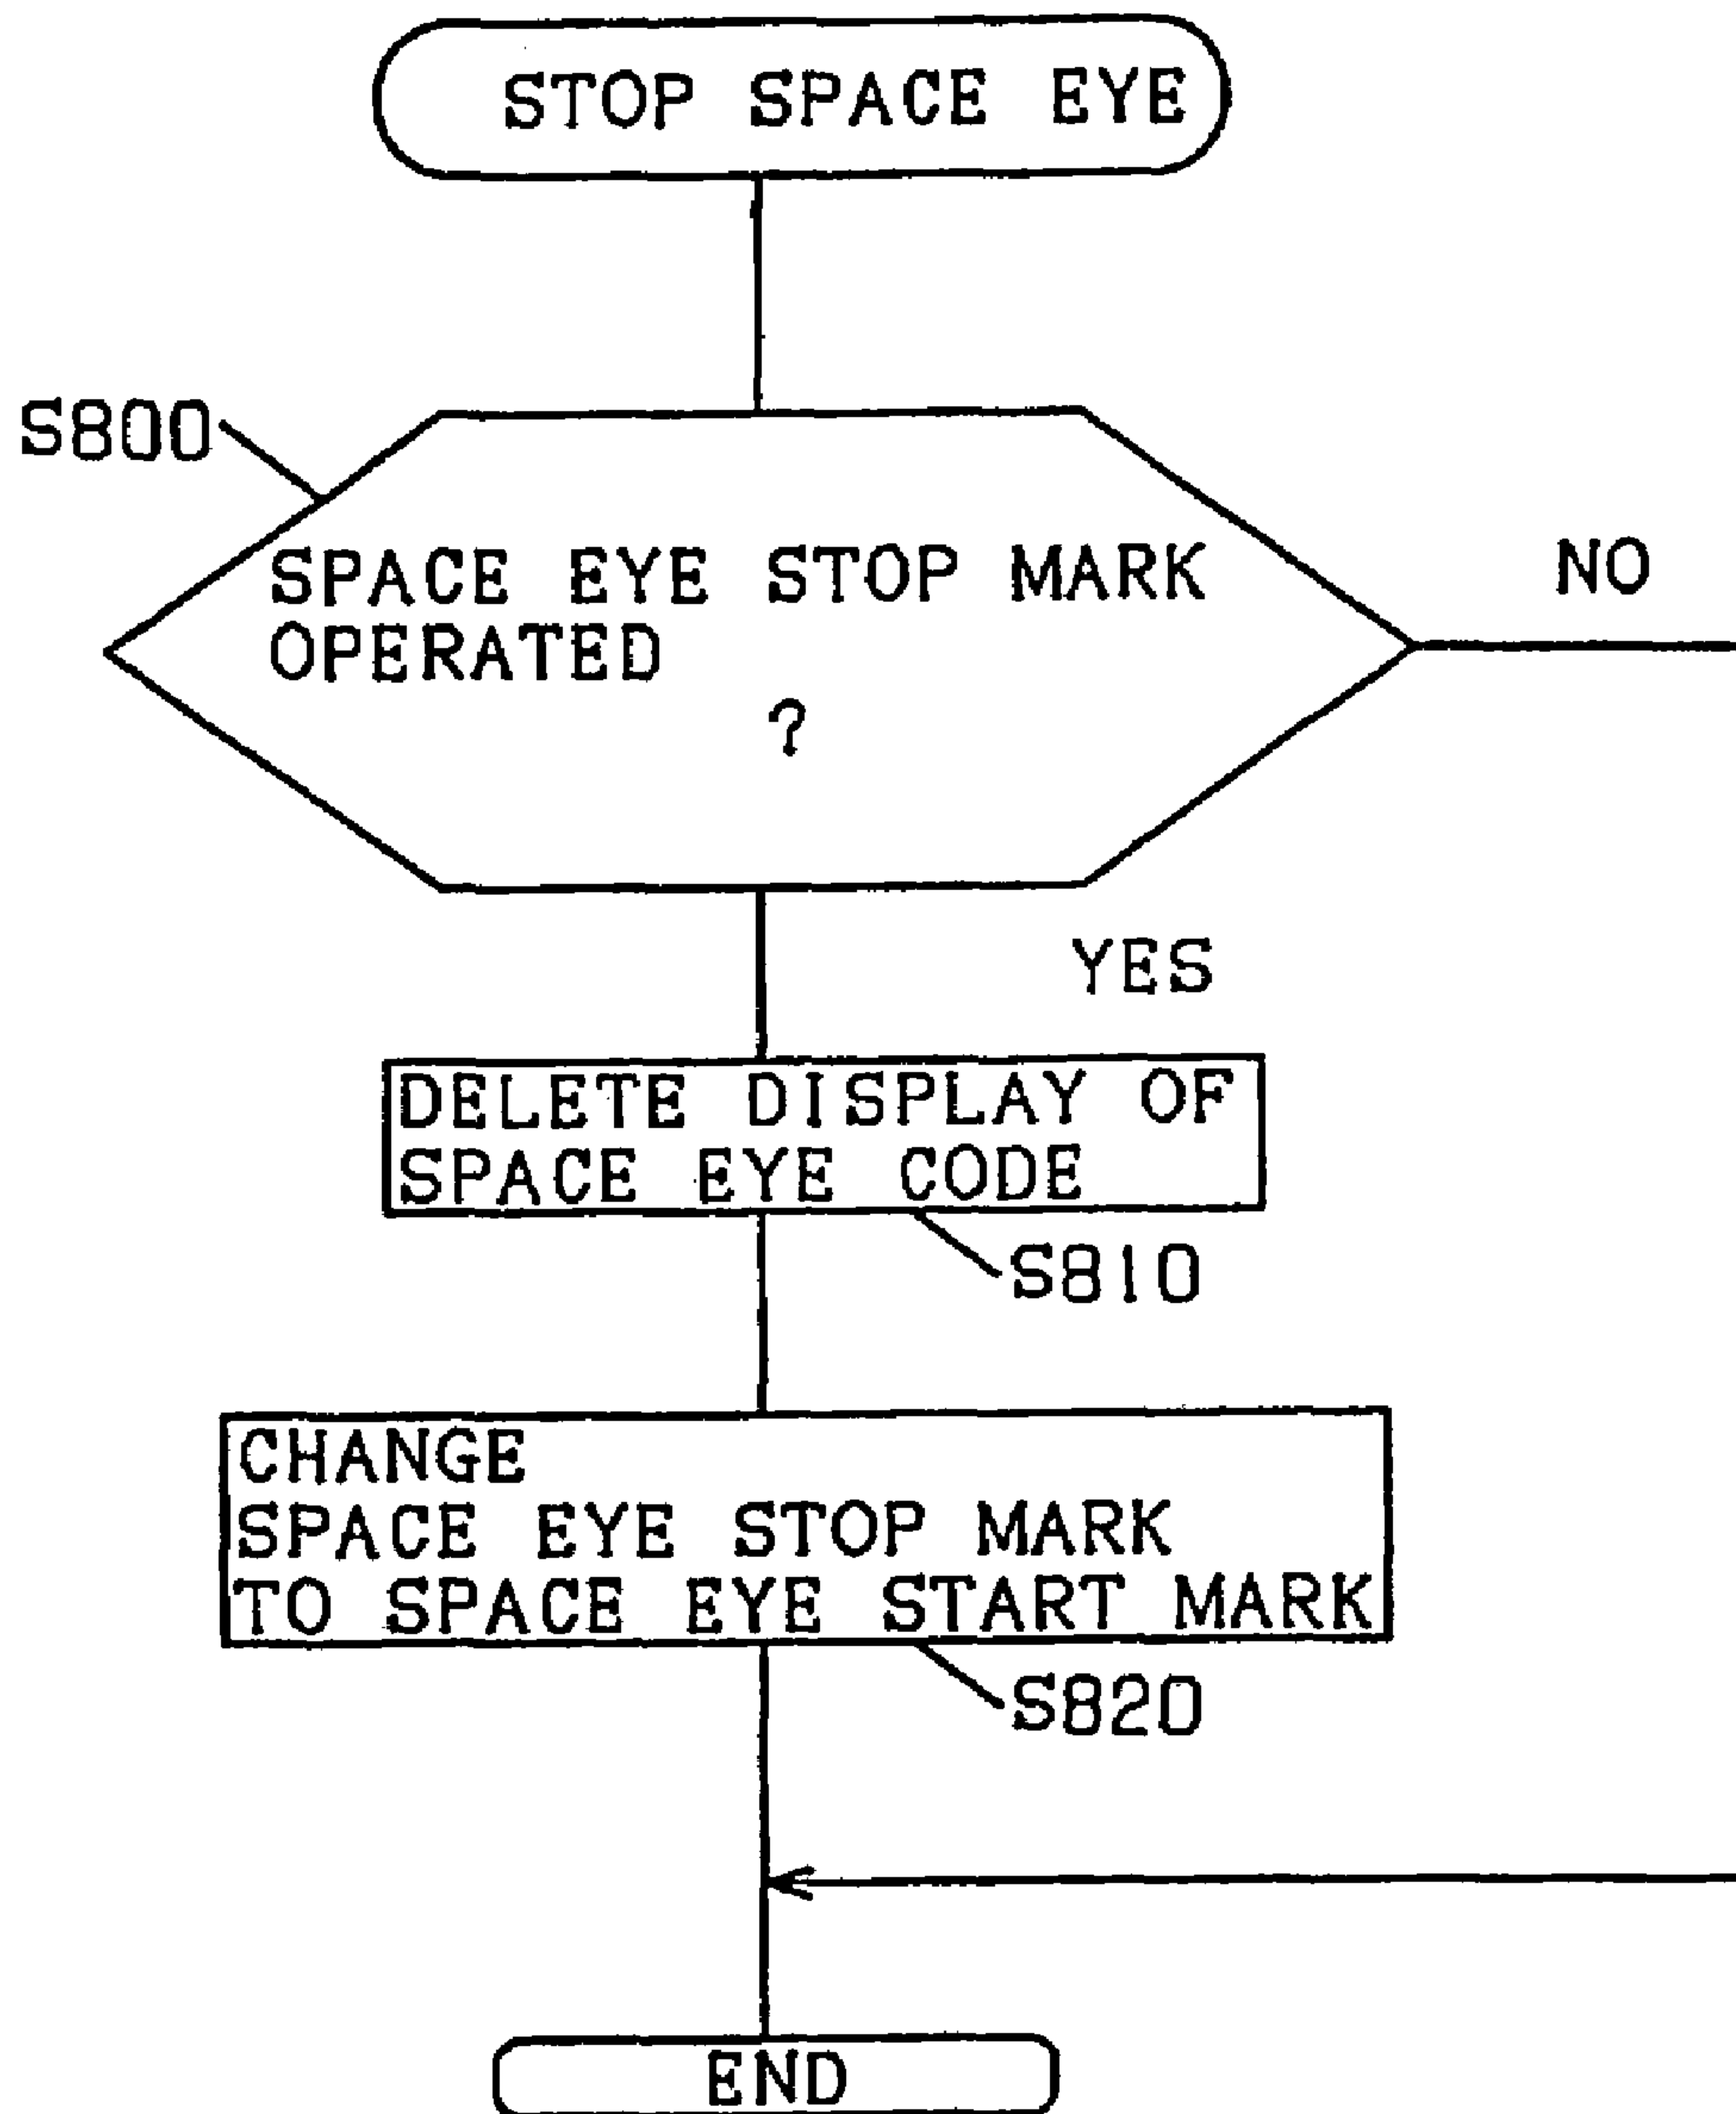 STOP SPACE EYE
S800
SPACE EYE STOP MARK
OPERATED
?
NO
YES
DELETE DISPLAY OF
SPACE EYE CODE
S810
CHANGE
SPACE EYE STOP MARK
TO SPACE EYE START MARK
S820
END